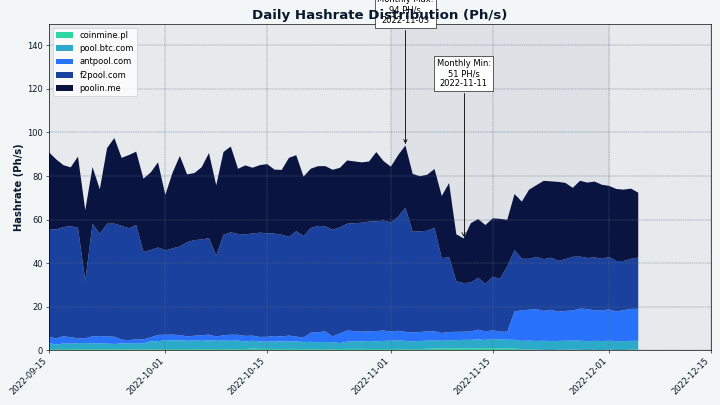 Monthly Max:
94 PH/s
2022-11-03
Daily Hashrate Distribution (Ph/s)
coinmine.pl
pool.btc.com
antpool.com
f2pool.com
poolin.me
Monthly Min:
51 PH/s
2022-11-11
Hashrate (Ph/s)
140
120
100
80
60
40
20
0
2022-09-15
2022-10-01
2022-10-15
2022-11-01
2022-11-15
2022-12-01
2022-12-15